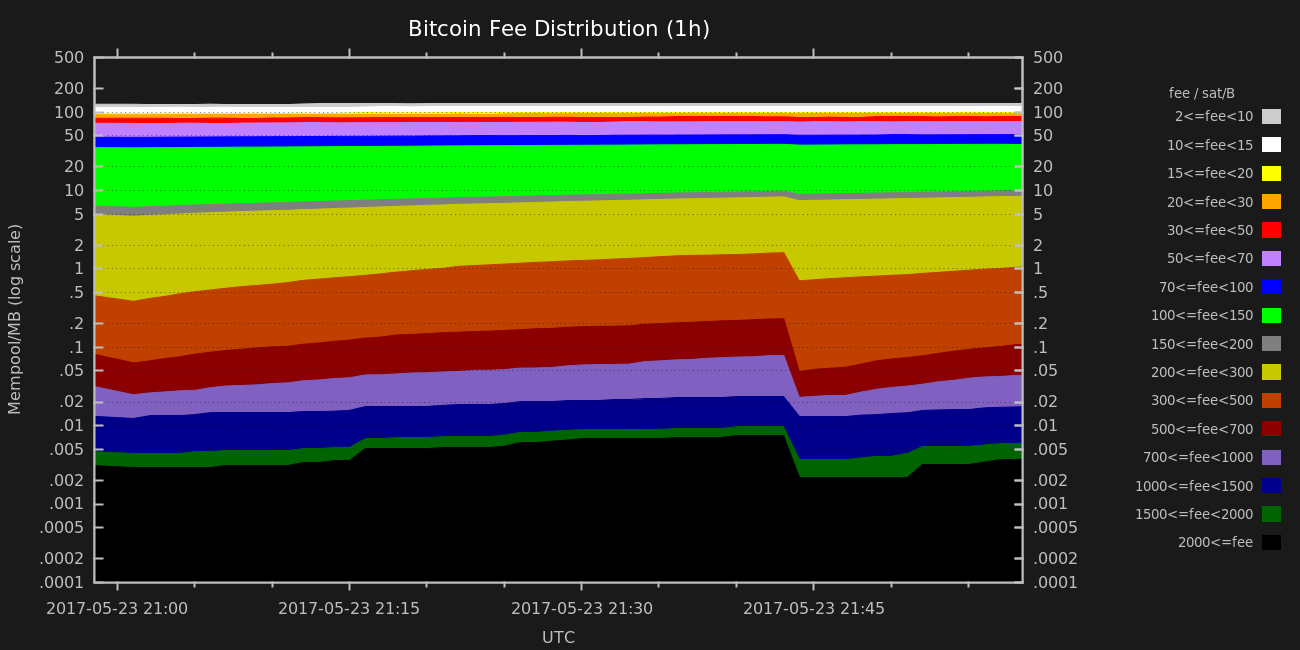 Bitcoin Fee Distribution (1h)
500
200
100
50
20
10
5
2
1
.5
.2
.1
.05
.02
.01
.005
.002
.001
.0005
.0002
.0001
Mempool/MB (log scale)
500
200
100
50
20
10
5
2
1
.5
.2
.1
.05
.02
.01
.005
.002
.001
.0005
.0002
.0001
2017-05-23 21:00
2017-05-23 21:15
2017-05-23 21:30
2017-05-23 21:45
UTC
fee / sat/B
2<=fee<10
10<=fee<15
15<=fee<20
20<=fee<30
30<=fee<50
50<=fee<70
70<=fee<100
100<=fee<150
150<=fee<200
200<=fee<300
300<=fee<500
500<=fee<700
700<=fee<1000
1000<=fee<1500
1500<=fee<2000
2000<=fee